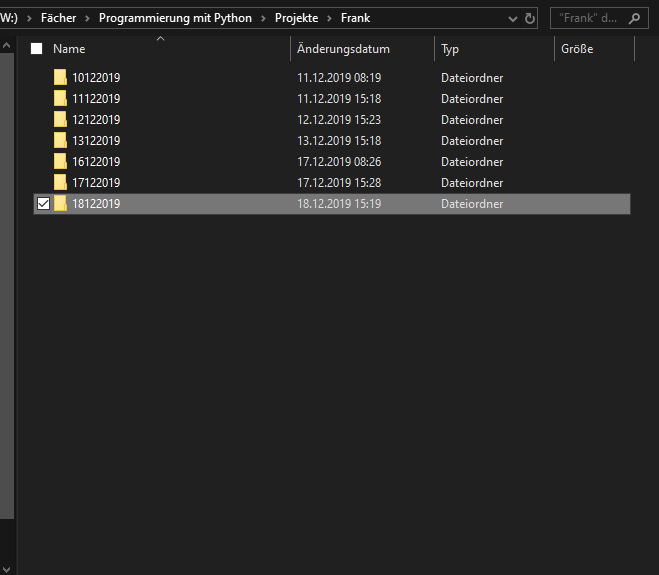 W:) > Fächer > Programmierung mit Python > Projekte > Frank "Frank" d...
Name Änderungsdatum Typ Größe
10122019 11.12.2019 08:19 Dateiordner
11122019 11.12.2019 15:18 Dateiordner
12122019 12.12.2019 15:23 Dateiordner
13122019 13.12.2019 15:18 Dateiordner
16122019 17.12.2019 08:26 Dateiordner
17122019 17.12.2019 15:28 Dateiordner
18122019 18.12.2019 15:19 Dateiordner